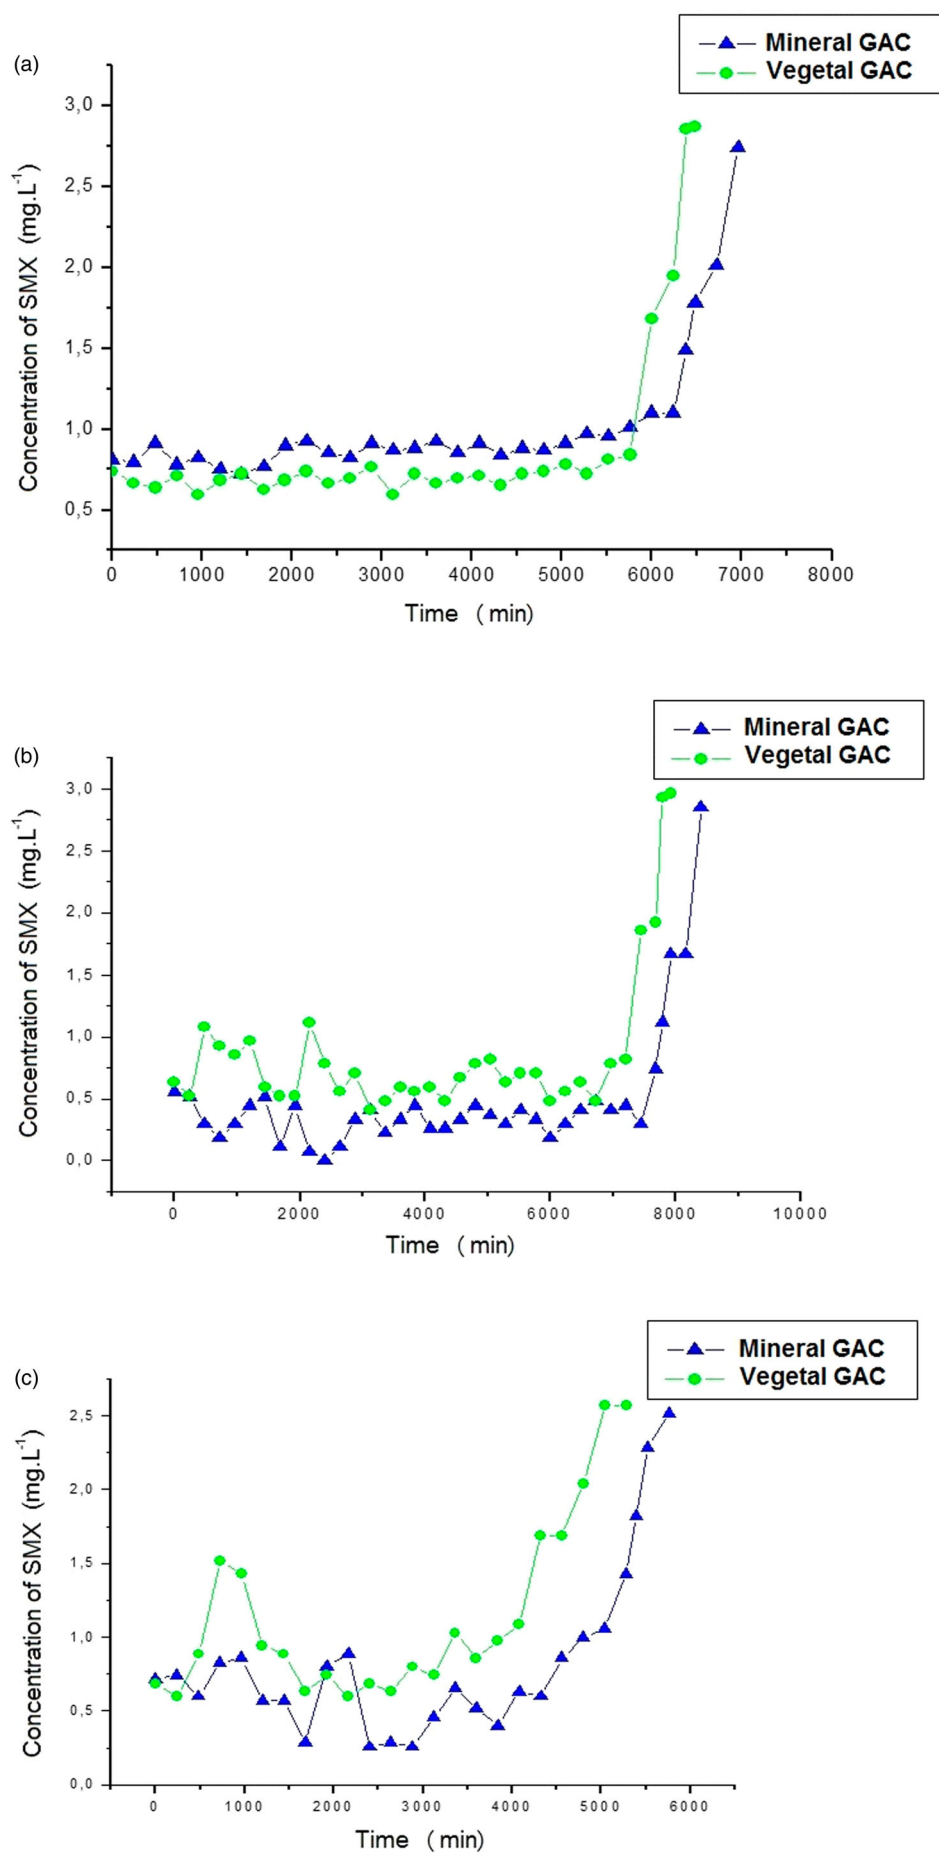 (a)
Mineral GAC
Vegetal GAC
Concentration of SMX (mg.L-1)
3,0
2,5
2,0
1,5
1,0
0,5
0 1000 2000 3000 4000 5000 6000 7000 8000
Time ( min)
(b)
Mineral GAC
Vegetal GAC
Concentration of SMX (mg.L-1)
3,0
2,5
2,0
1,5
1,0
0,5
0,0
0 2000 4000 6000 8000 10000
Time ( min)
(c)
Mineral GAC
Vegetal GAC
Concentration of SMX (mg.L-1)
2,5
2,0
1,5
1,0
0,5
0,0
0 1000 2000 3000 4000 5000 6000
Time ( min)